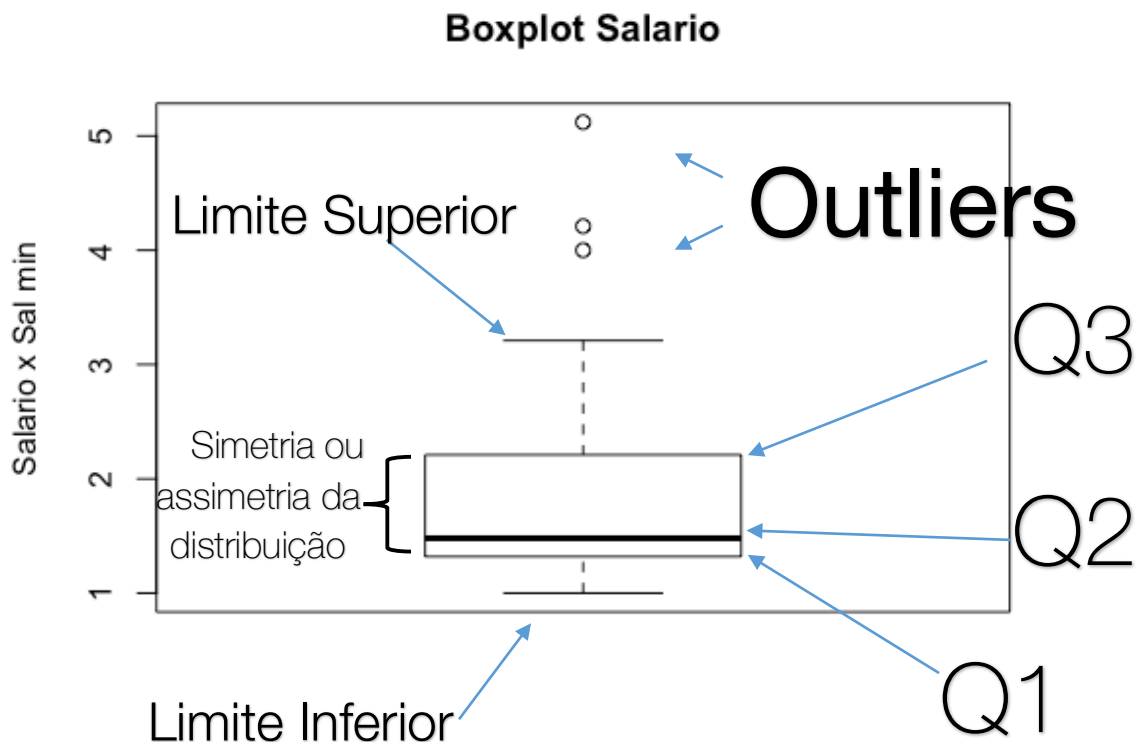 Boxplot Salario
5
Outliers
Limite Superior
4
Salario x Sal min
Q3
3
Simetria ou
assimetria da
distribuição
2
Q2
1
Q1
Limite Inferior